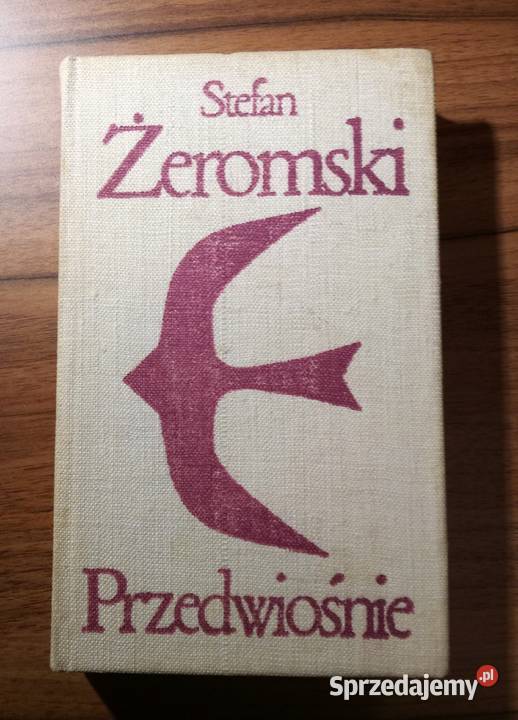 Stefan
Żeromski
Przedwiośnie
Sprzedajemy.pl